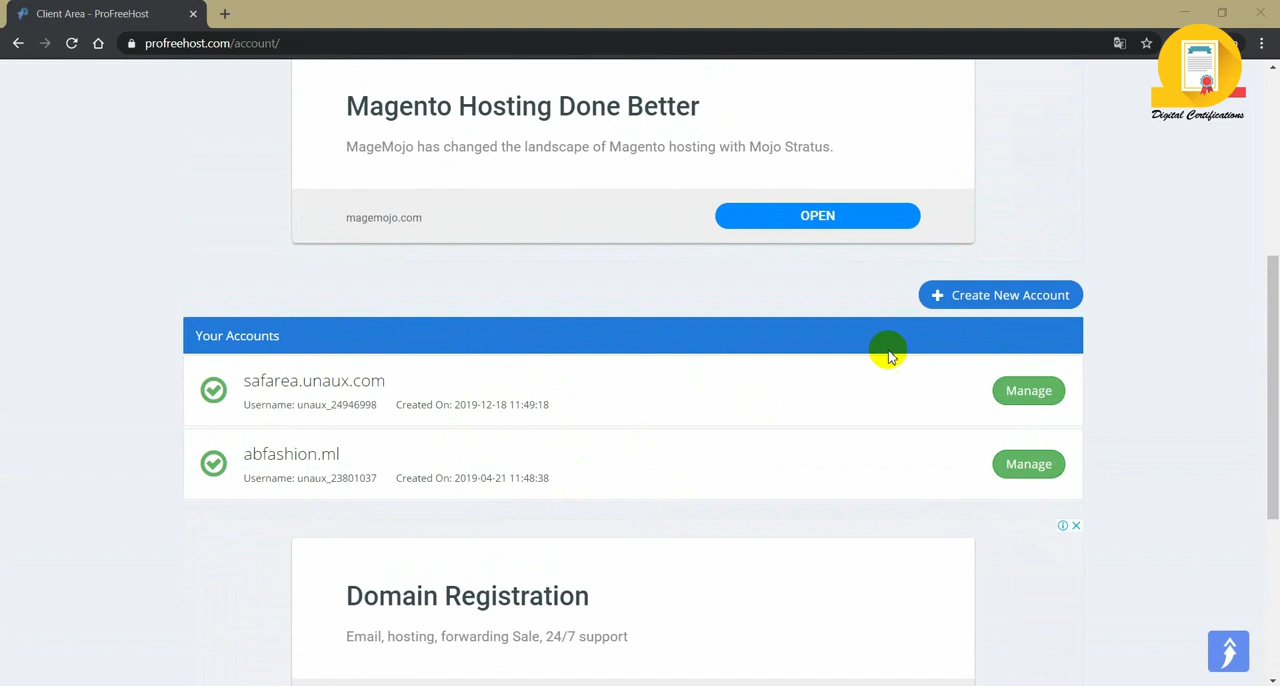 Client Area - ProFreeHost
profreehost.com/account/
Digital Certifications
Magento Hosting Done Better
MageMojo has changed the landscape of Magento hosting with Mojo Stratus.
magemojo.com
OPEN
Create New Account
Your Accounts
safarea.unaux.com
Username: unaux_24946998 Created On: 2019-12-18 11:49:18
Manage
abfashion.ml
Username: unaux_23801037 Created On: 2019-04-21 11:48:38
Manage
Domain Registration
Email, hosting, forwarding Sale, 24/7 support